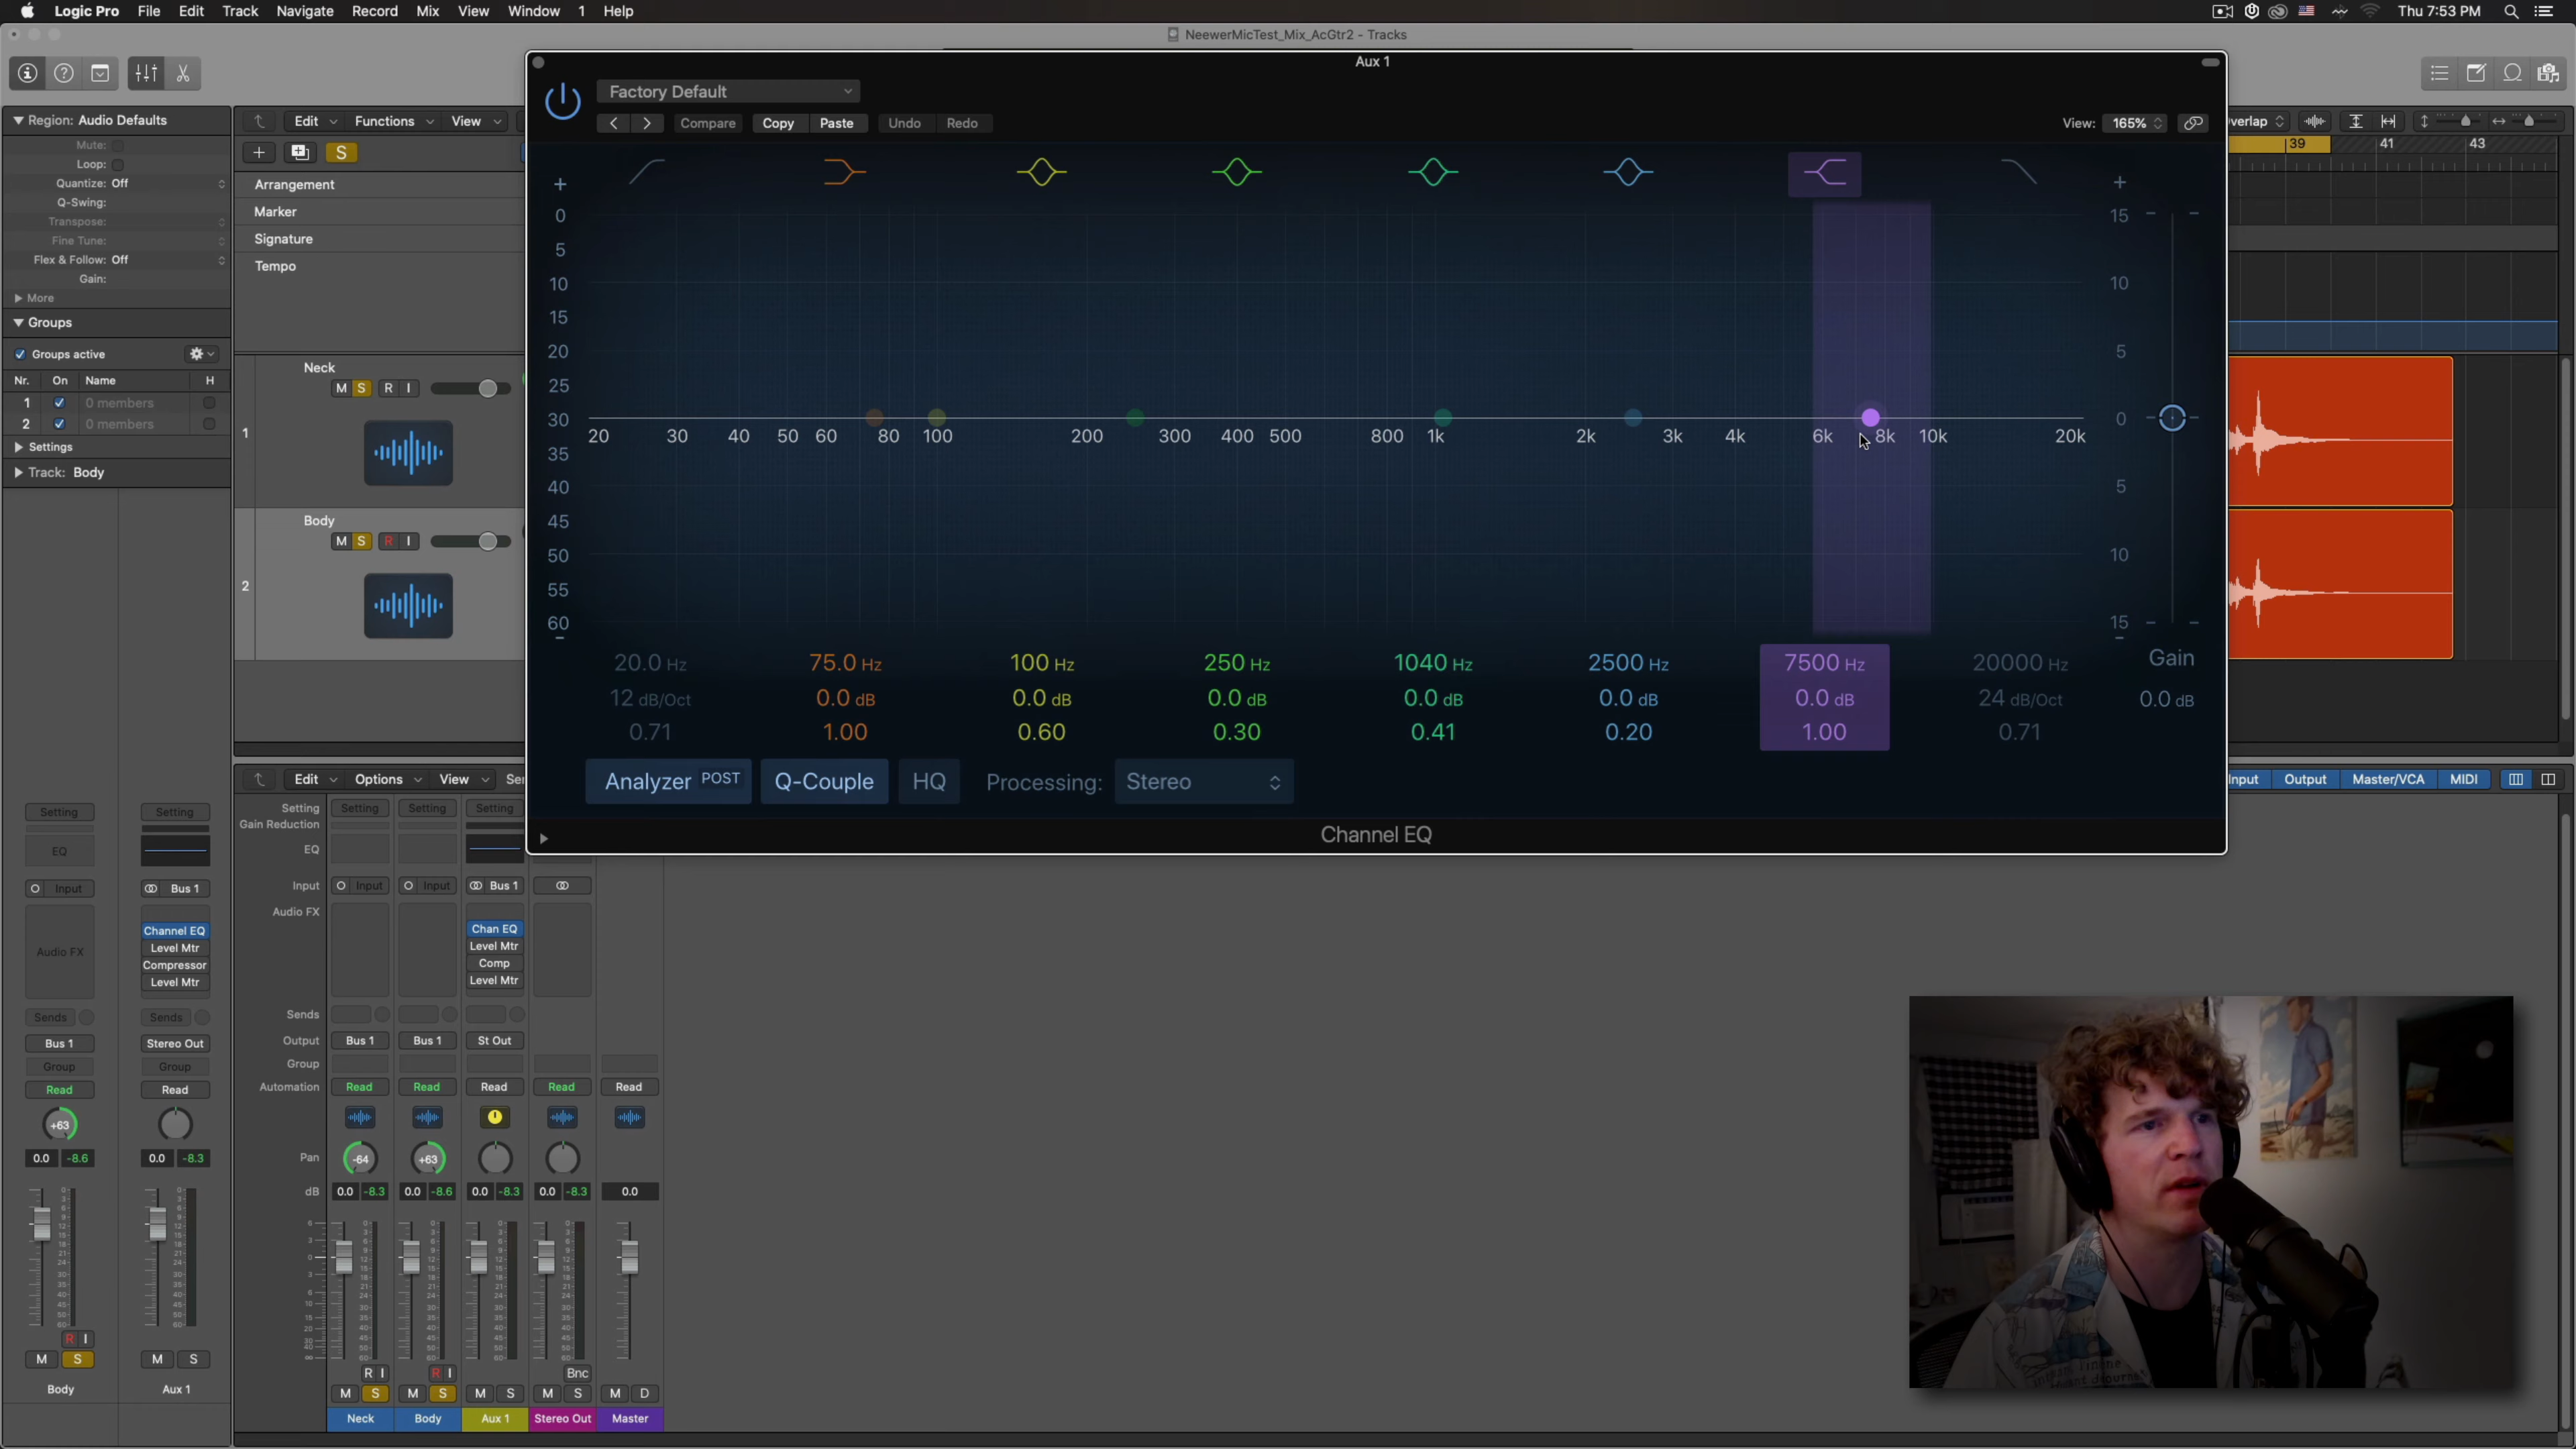 Logic Pro File Edit Track Navigate Record Mix View Window 1 Help Thu 7:53 PM
NeewerMicTest_Mix_AcGtr2 - Tracks
Aux 1
Factory Default
Compare Copy Paste Undo Redo View: 165%
Region: Audio Defaults
Mute:
Loop:
Quantize: Off
Q-Swing:
Transpose:
Fine Tune:
Flex & Follow: Off
Gain:
More
Groups
Groups active
Nr. On Name H
1 0 members
2 0 members
Settings
Track: Body
Edit Functions View
S
Arrangement
Marker
Signature
Tempo
Neck
M S R I
1
Body
M S R I
2
verlap
39 41 43
+ 0 5 10 15 20 25 30 35 40 45 50 55 60 -
20 30 40 50 60 80 100 200 300 400 500 800 1k 2k 3k 4k 6k 8k 10k 20k
+ 15 10 5 0 5 10 15 -
20.0 Hz 75.0 Hz 100 Hz 250 Hz 1040 Hz 2500 Hz 7500 Hz 20000 Hz Gain
12 dB/Oct 0.0 dB 0.0 dB 0.0 dB 0.0 dB 0.0 dB 0.0 dB 24 dB/Oct 0.0 dB
0.71 1.00 0.60 0.30 0.41 0.20 1.00 0.71
Analyzer POST Q-Couple HQ Processing: Stereo
Channel EQ
Edit Options View Output Master/VCA MIDI
Setting Setting Setting Setting
Gain Reduction
EQ
Input Input Input Bus 1
Audio FX Chan EQ
Level Mtr
Comp
Level Mtr
Sends
Output Bus 1 Bus 1 St Out
Group
Automation Read Read Read Read Read
Pan -64 +63
dB 0.0 -8.3 0.0 -8.6 0.0 -8.3 0.0 -8.3 0.0
R I R I Bnc
M S M S M S M S M D
Neck Body Aux 1 Stereo Out Master
Setting Setting
EQ
Input Bus 1
Audio FX
Channel EQ
Level Mtr
Compressor
Level Mtr
Sends Sends
Bus 1 Stereo Out
Group Group
Read Read
+63
0.0 -8.6 0.0 -8.3
R I
M S M S
Body Aux 1